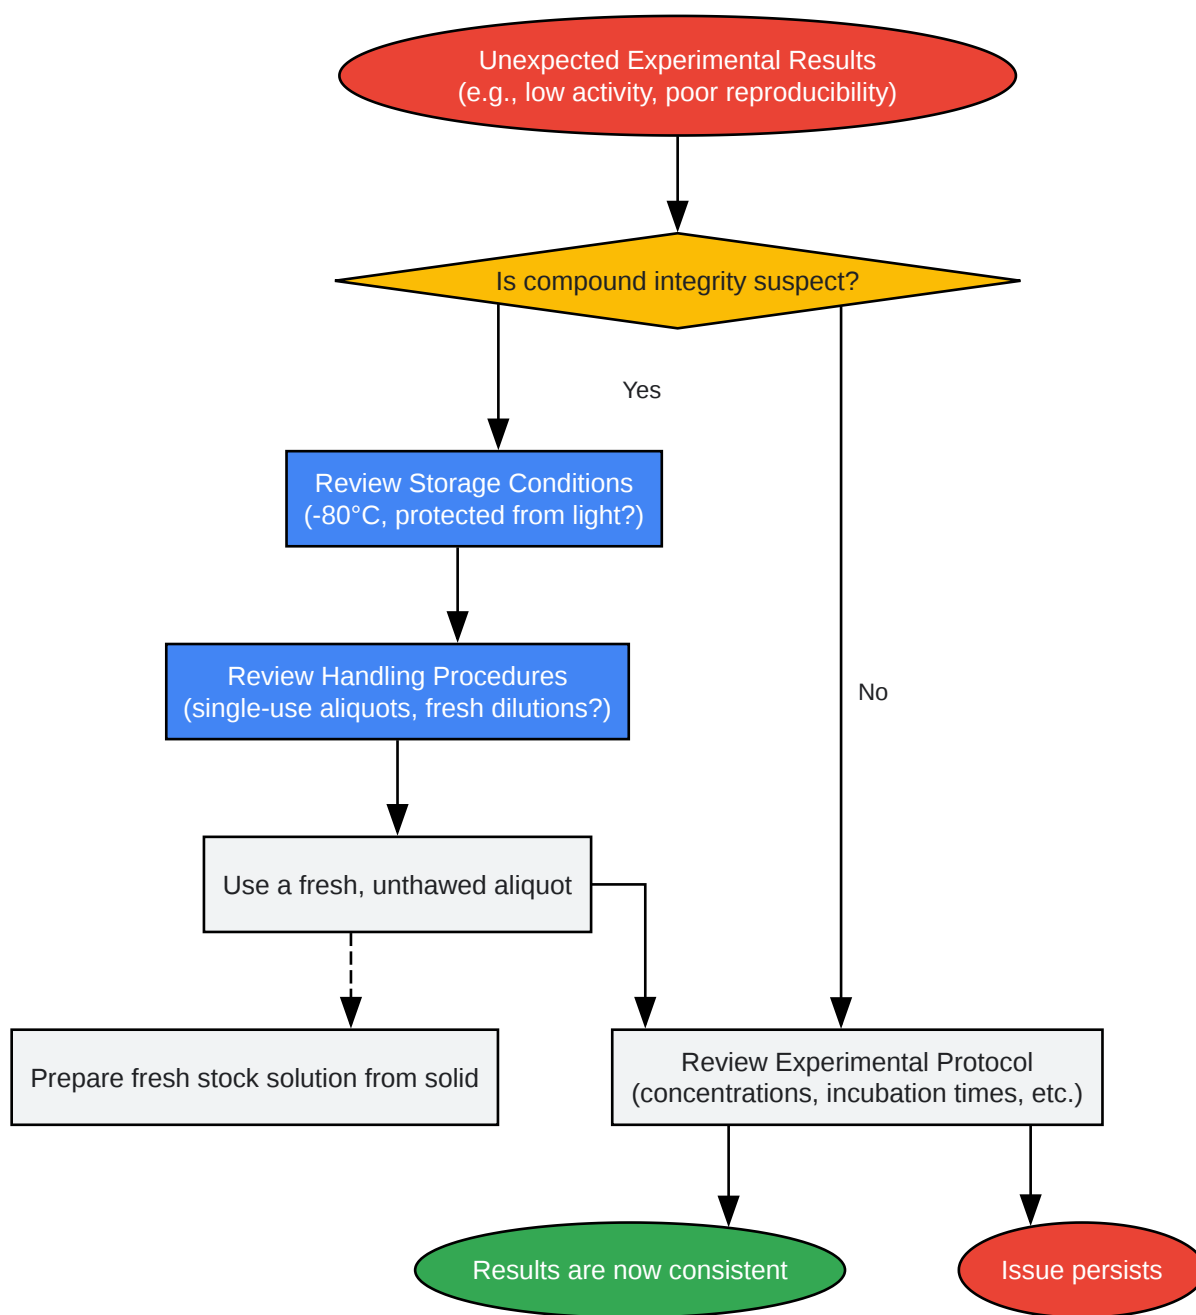 Unexpected Experimental Results
(e.g., low activity, poor reproducibility)
Is compound integrity suspect?
Yes
Review Storage Conditions
(-80°C, protected from light?)
Review Handling Procedures
(single-use aliquots, fresh dilutions?)
No
Use a fresh, unthawed aliquot
Prepare fresh stock solution from solid
Review Experimental Protocol
(concentrations, incubation times, etc.)
Results are now consistent
Issue persists